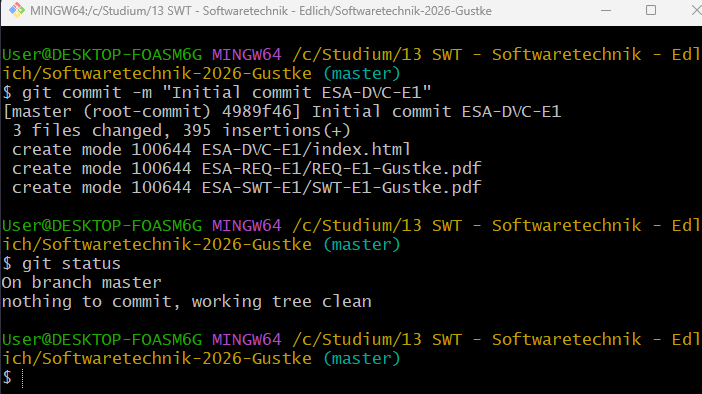 MINGW64:/c/Studium/13 SWT - Softwaretechnik - Edlich/Softwaretechnik-2026-Gustke
User@DESKTOP-FOASM6G MINGW64 /c/Studium/13 SWT - Softwaretechnik - Edl
ich/Softwaretechnik-2026-Gustke (master)
$ git commit -m "Initial commit ESA-DVC-E1"
[master (root-commit) 4989f46] Initial commit ESA-DVC-E1
 3 files changed, 395 insertions(+)
 create mode 100644 ESA-DVC-E1/index.html
 create mode 100644 ESA-REQ-E1/REQ-E1-Gustke.pdf
 create mode 100644 ESA-SWT-E1/SWT-E1-Gustke.pdf
User@DESKTOP-FOASM6G MINGW64 /c/Studium/13 SWT - Softwaretechnik - Edl
ich/Softwaretechnik-2026-Gustke (master)
$ git status
On branch master
nothing to commit, working tree clean
User@DESKTOP-FOASM6G MINGW64 /c/Studium/13 SWT - Softwaretechnik - Edl
ich/Softwaretechnik-2026-Gustke (master)
$